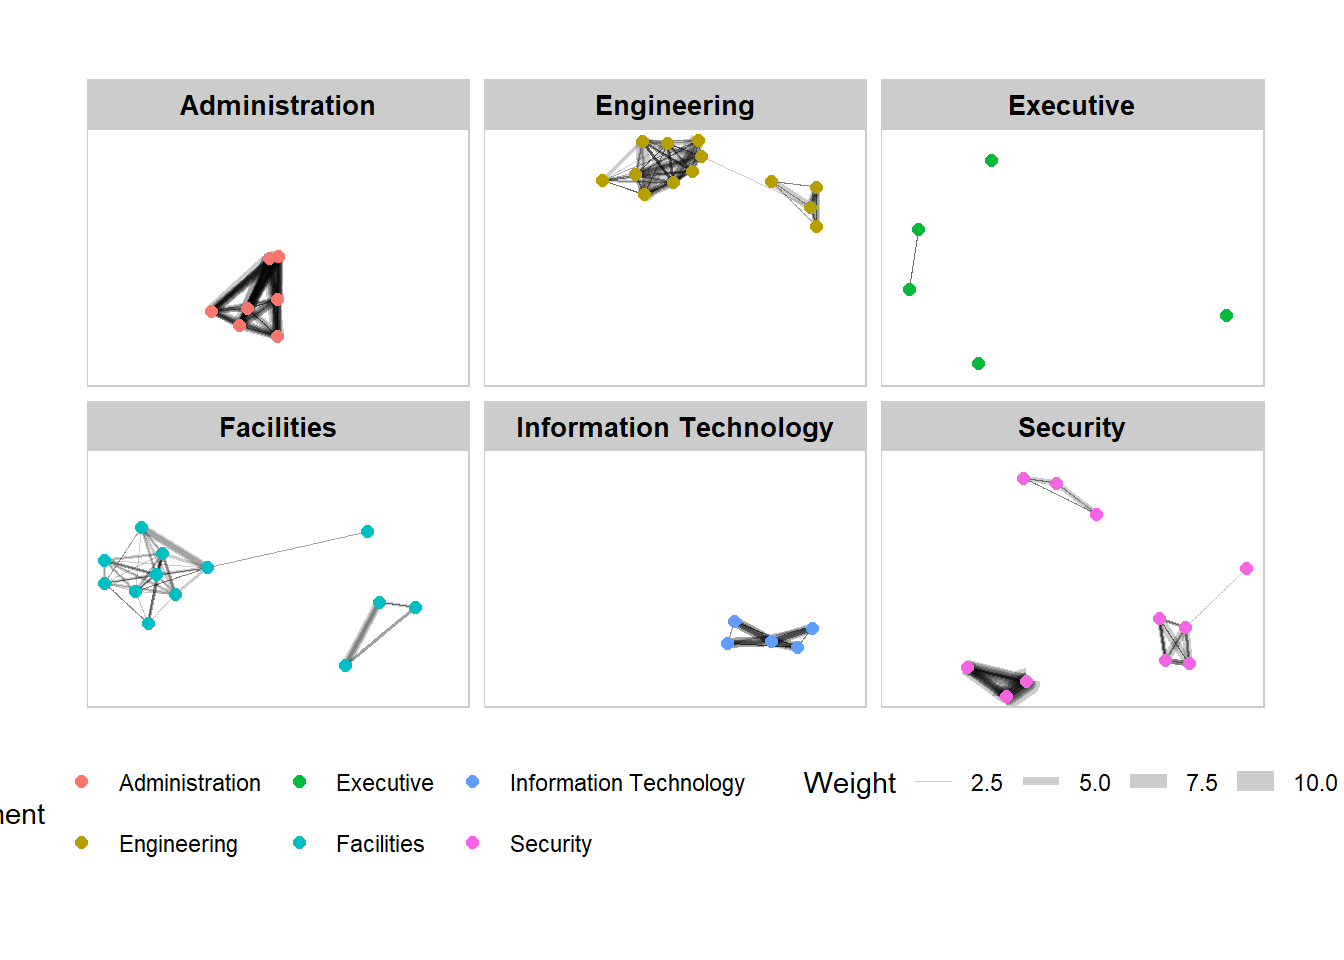 Administration
Engineering
Executive
Facilities
Information Technology
Security
Administration Executive Information Technology Weight 2.5 5.0 7.5 10.0
Engineering Facilities Security